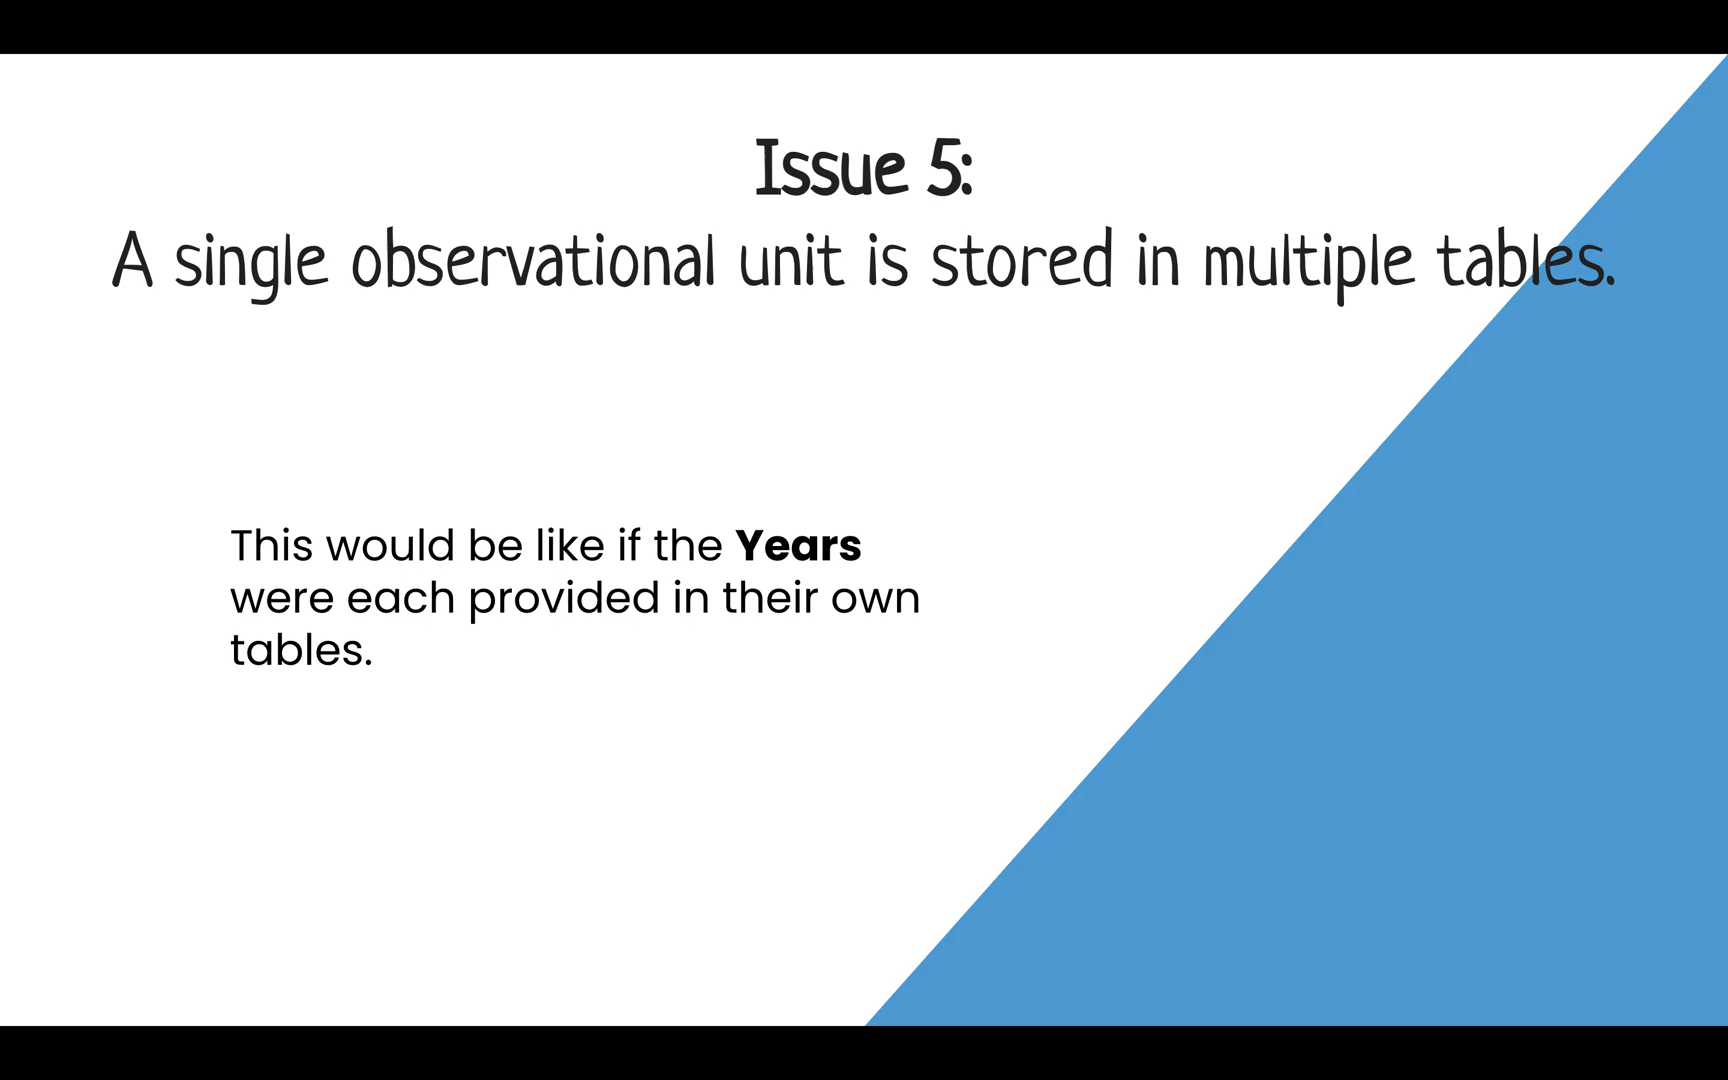 Issue 5:
A single observational unit is stored in multiple tables.
This would be like if the Years
were each provided in their own
tables.